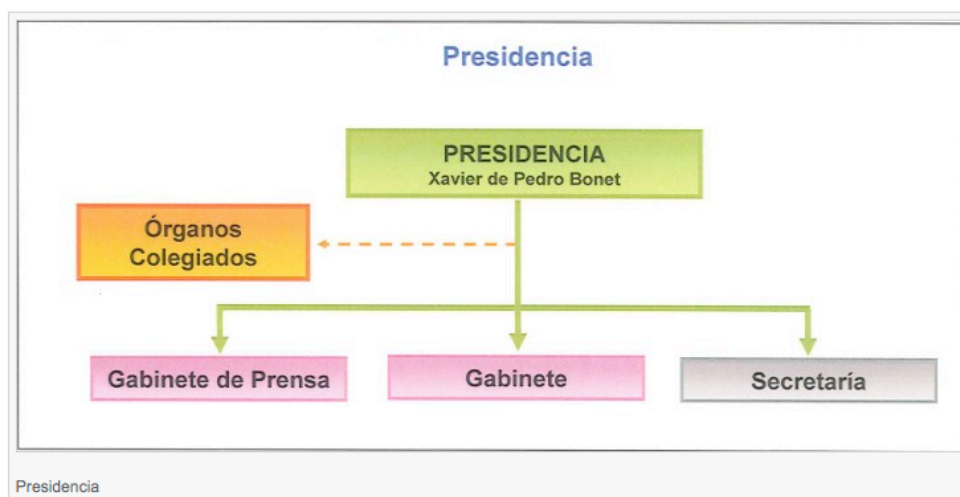 Presidencia
PRESIDENCIA
Xavier de Pedro Bonet
Órganos
Colegiados
Gabinete de Prensa
Gabinete
Secretaría
Presidencia